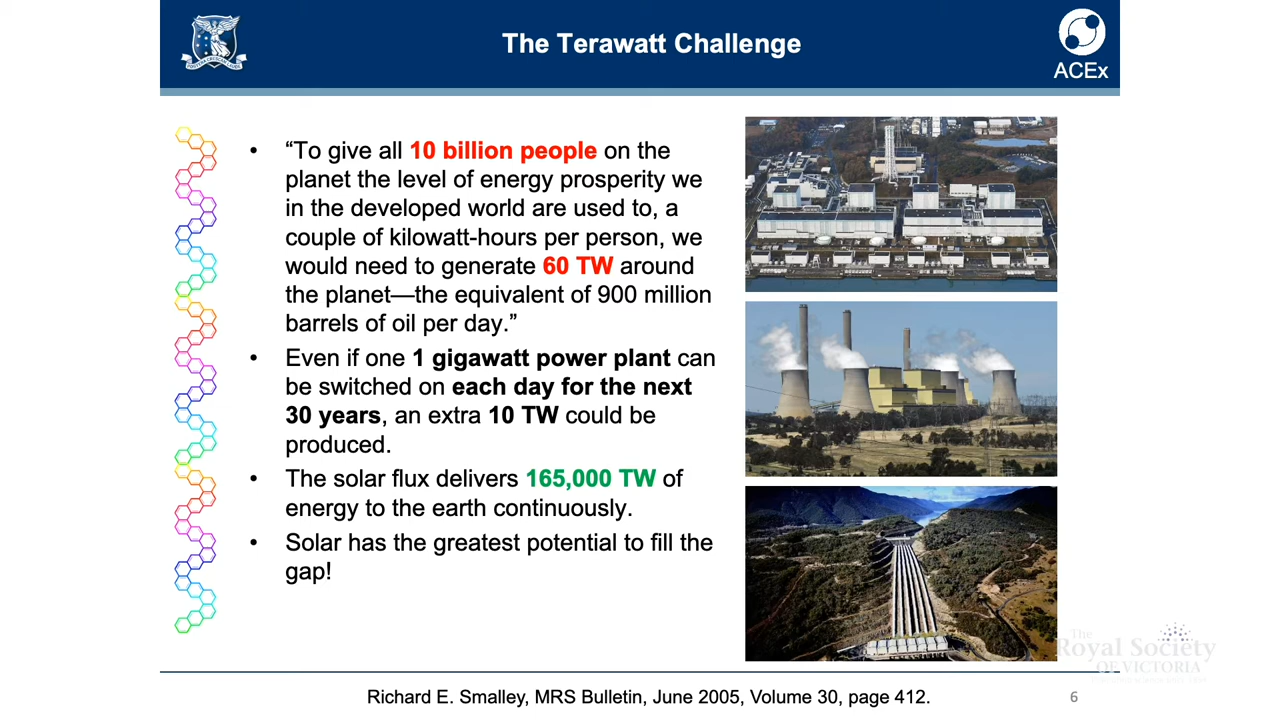 The Terawatt Challenge
ACEx
• “To give all 10 billion people on the
planet the level of energy prosperity we
in the developed world are used to, a
couple of kilowatt-hours per person, we
would need to generate 60 TW around
the planet—the equivalent of 900 million
barrels of oil per day.”
• Even if one 1 gigawatt power plant can
be switched on each day for the next
30 years, an extra 10 TW could be
produced.
• The solar flux delivers 165,000 TW of
energy to the earth continuously.
• Solar has the greatest potential to fill the
gap!
The
Royal Society
OF VICTORIA
Richard E. Smalley, MRS Bulletin, June 2005, Volume 30, page 412.
6